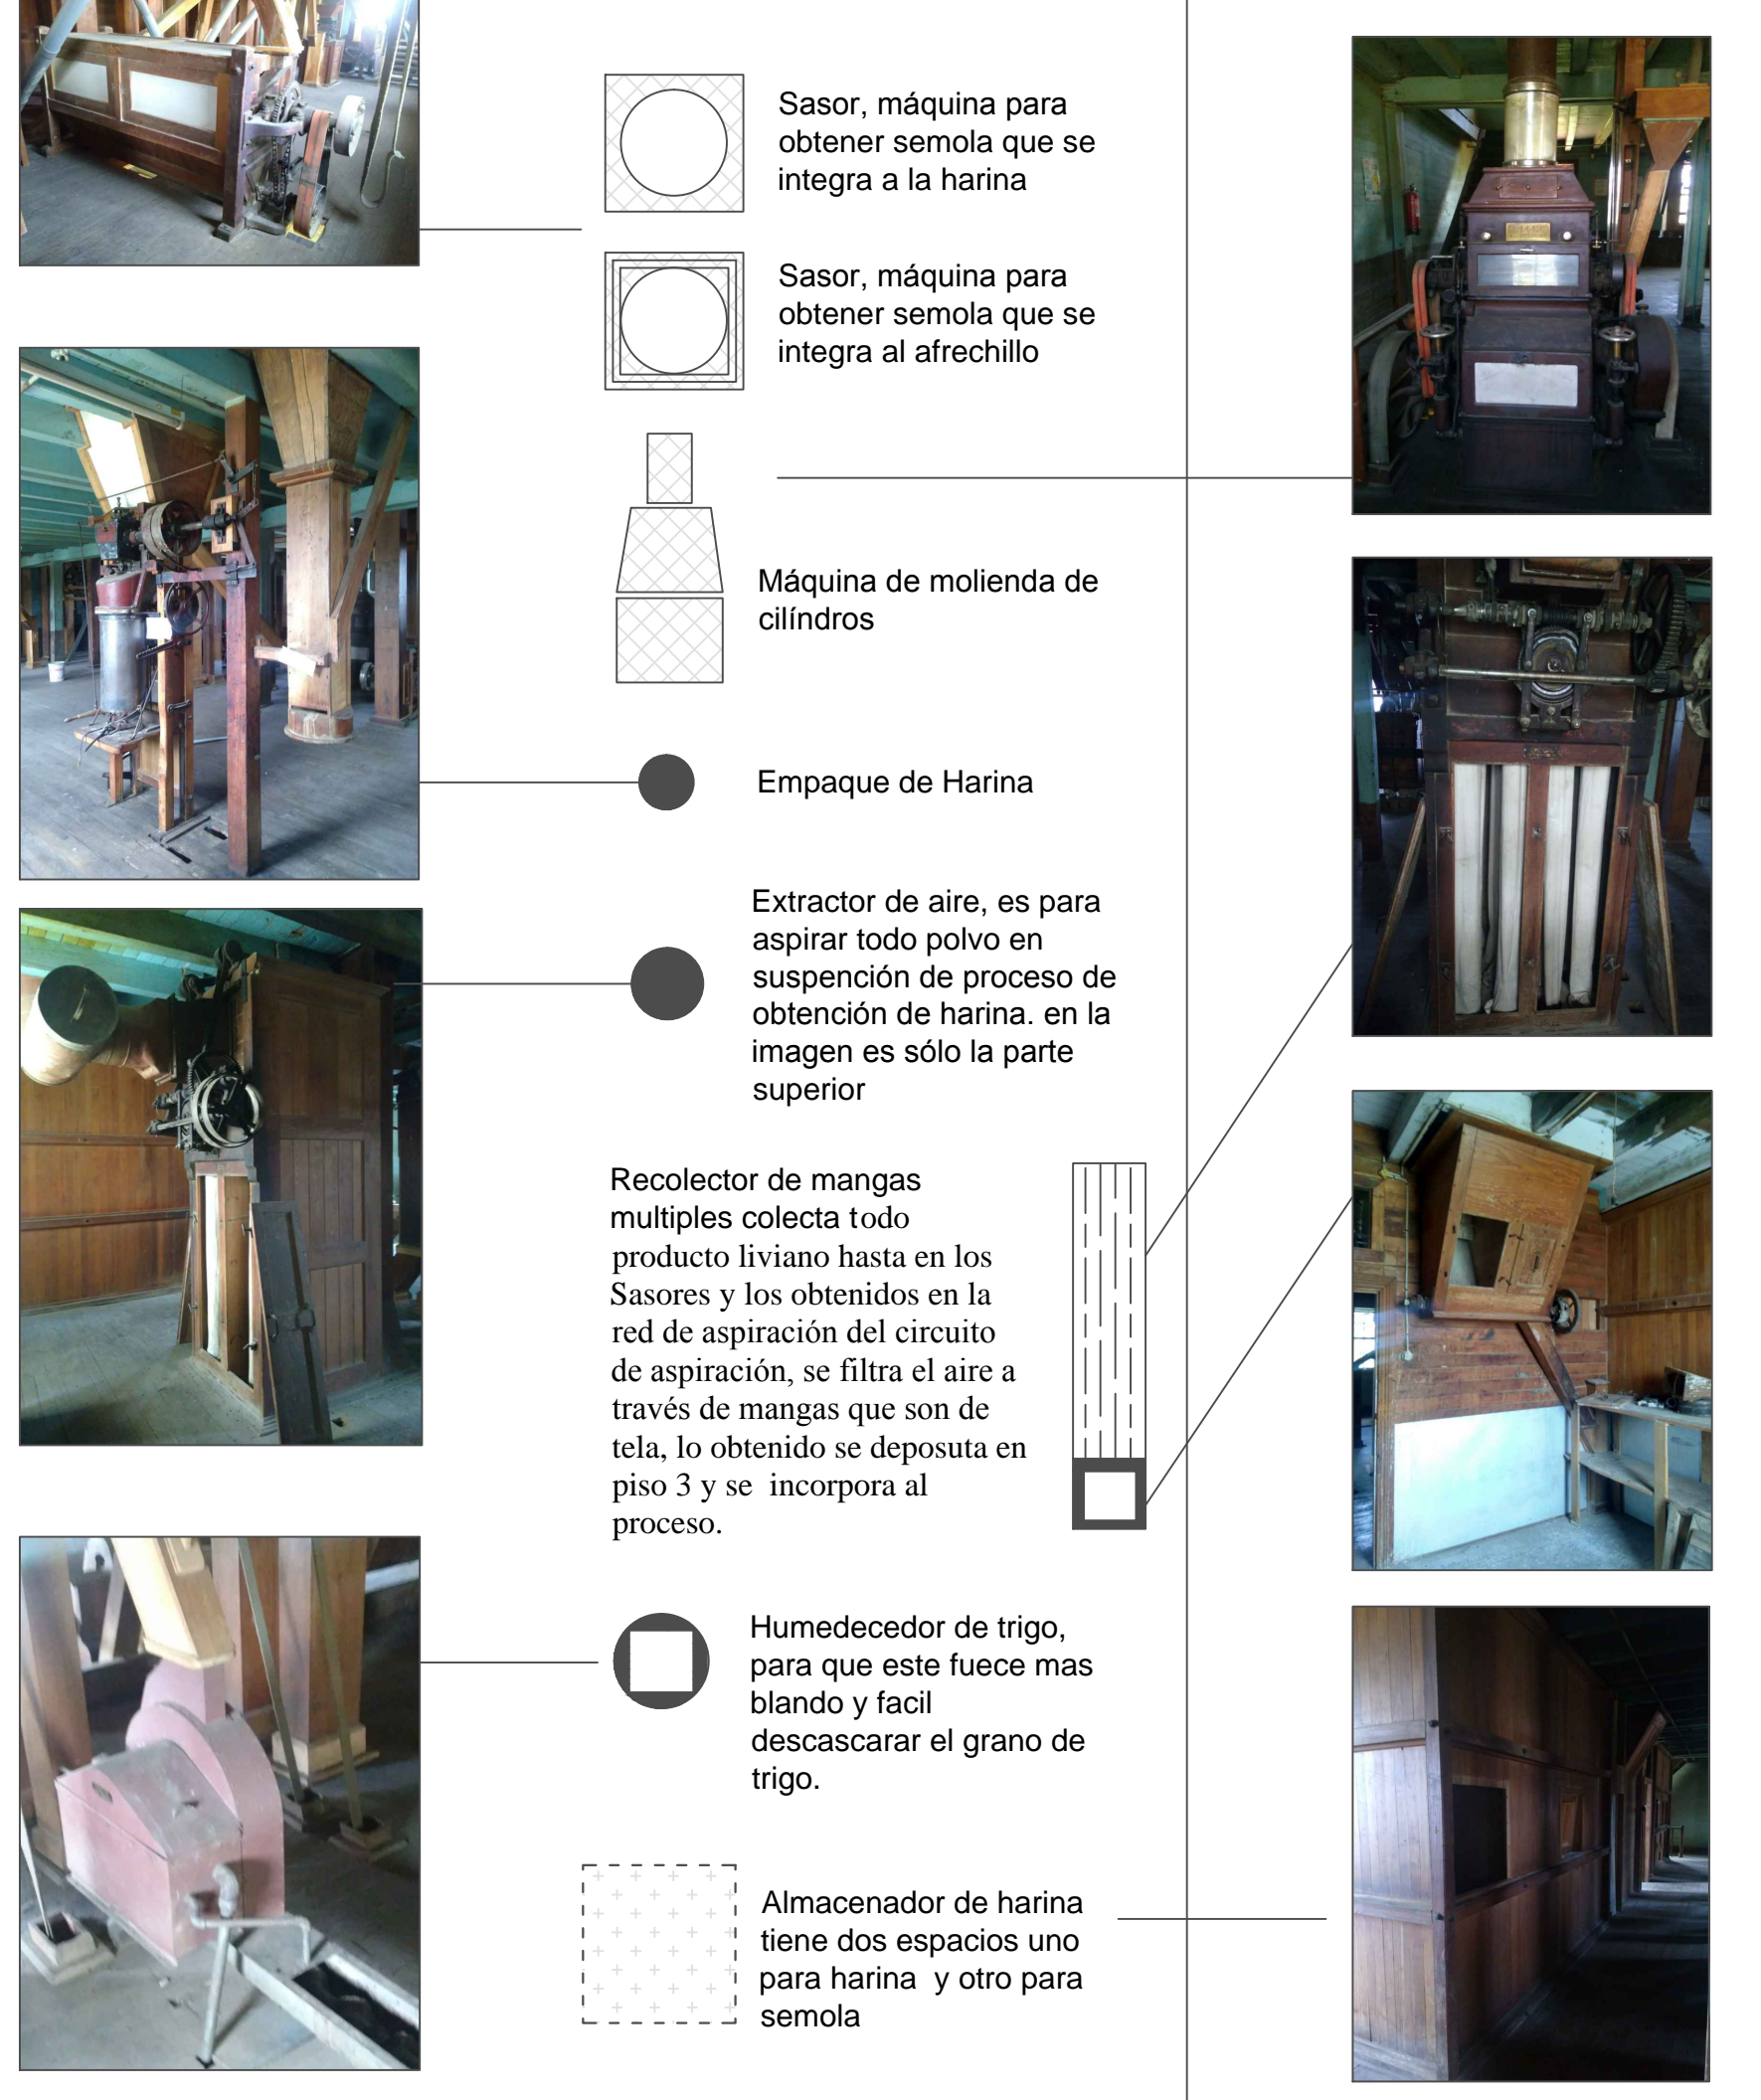 Sasor, máquina para
obtener semola que se
integra a la harina
Sasor, máquina para
obtener semola que se
integra al afrechillo
Máquina de molienda de
cilíndros
Empaque de Harina
Extractor de aire, es para
aspirar todo polvo en
suspención de proceso de
obtención de harina. en la
imagen es sólo la parte
superior
Recolector de mangas
multiples colecta todo
producto liviano hasta en los
Sasores y los obtenidos en la
red de aspiración del circuito
de aspiración, se filtra el aire a
través de mangas que son de
tela, lo obtenido se deposuta en
piso 3 y se  incorpora al
proceso.
Humedecedor de trigo,
para que este fuece mas
blando y facil
descascarar el grano de
trigo.
Almacenador de harina
tiene dos espacios uno
para harina  y otro para
semola